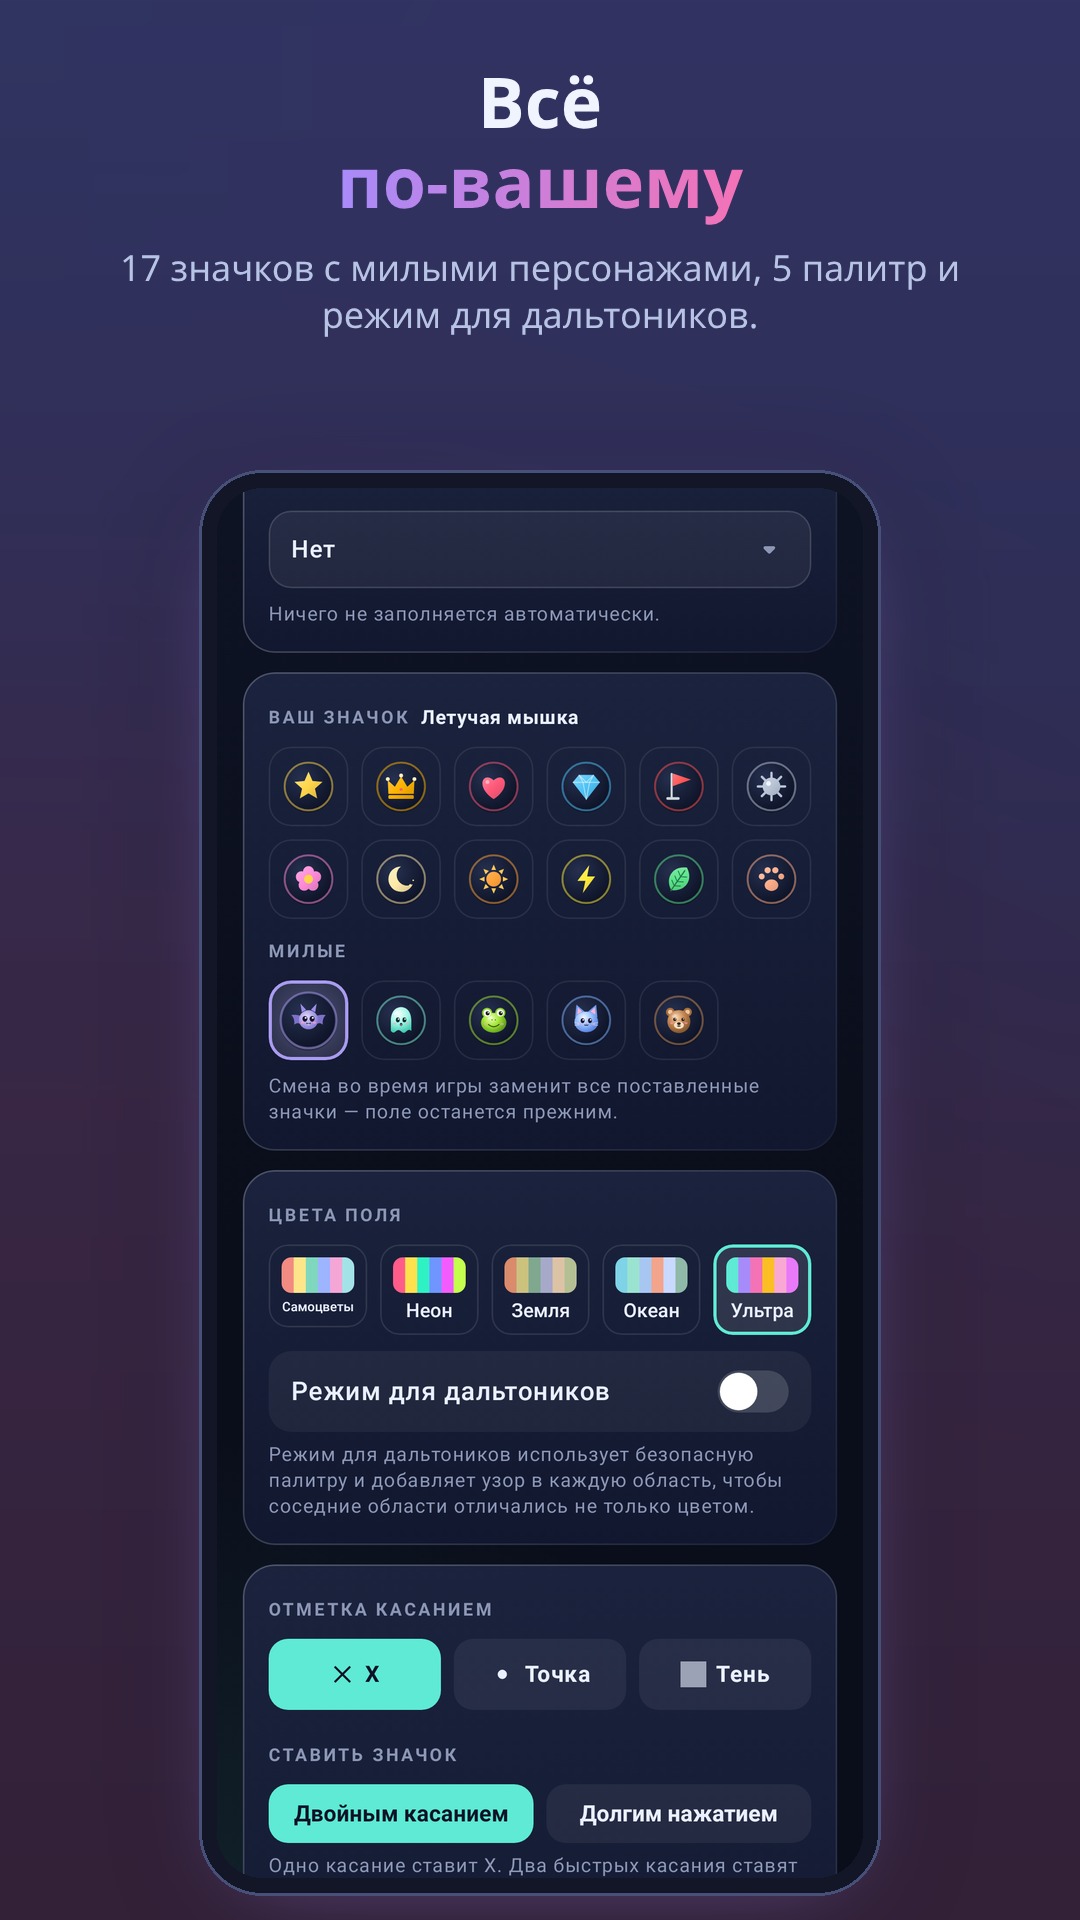 Всё
по-вашему
17 значков с милыми персонажами, 5 палитр и
режим для дальтоников.
Нет
Ничего не заполняется автоматически.
ВАШ ЗНАЧОК Летучая мышка
МИЛЫЕ
Смена во время игры заменит все поставленные
значки — поле останется прежним.
ЦВЕТА ПОЛЯ
Самоцветы Неон Земля Океан Ультра
Режим для дальтоников
Режим для дальтоников использует безопасную
палитру и добавляет узор в каждую область, чтобы
соседние области отличались не только цветом.
ОТМЕТКА КАСАНИЕМ
X Точка Тень
СТАВИТЬ ЗНАЧОК
Двойным касанием Долгим нажатием
Одно касание ставит X. Два быстрых касания ставят